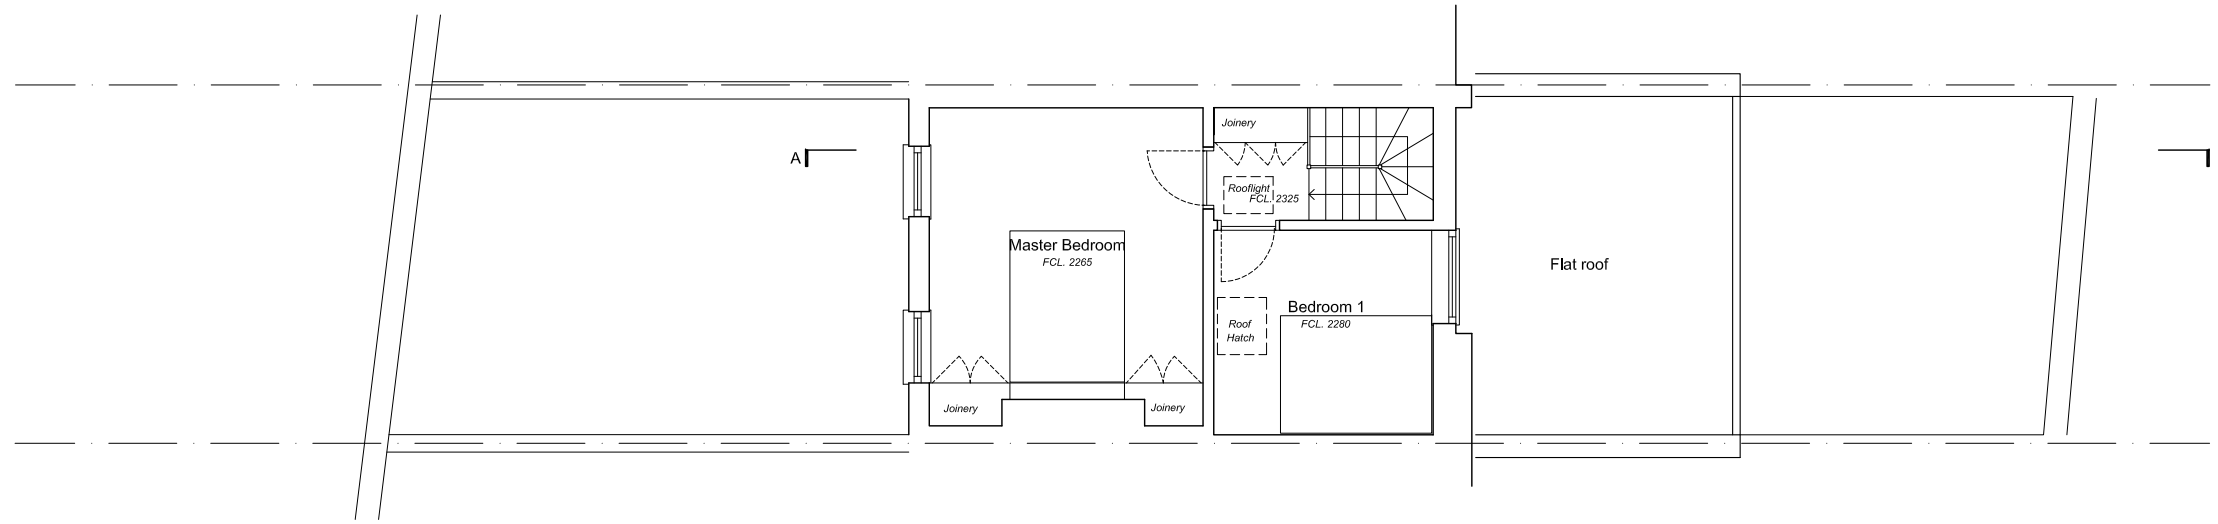 A
Joinery
Rooflight
FCL. 2325
Master Bedroom
FCL. 2265
Flat roof
Bedroom 1
FCL. 2280
Roof
Hatch
Joinery
Joinery